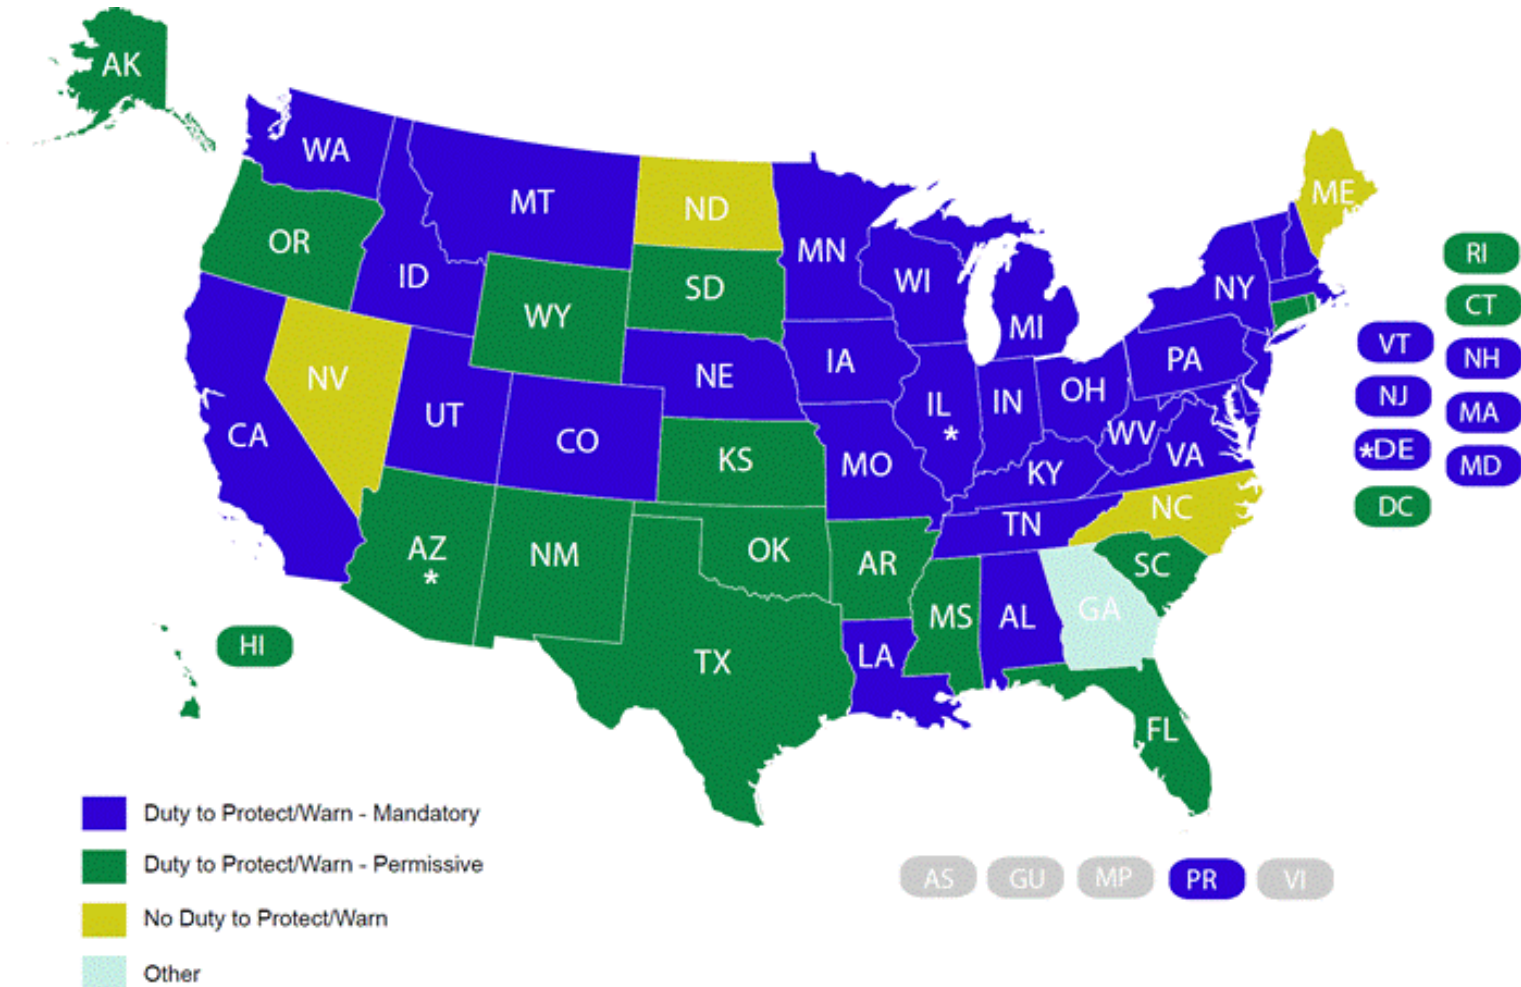 AK
WA
MT
ND
MN
ME
OR
ID
WY
SD
WI
MI
NY
RI
CT
VT
NH
NV
UT
CO
NE
IA
IL
*
IN
OH
PA
NJ
MA
CA
KS
MO
KY
WV
VA
*DE
MD
DC
AZ
*
NM
OK
AR
TN
NC
SC
TX
LA
MS
AL
GA
FL
HI
Duty to Protect/Warn - Mandatory
Duty to Protect/Warn - Permissive
No Duty to Protect/Warn
Other
AS
GU
MP
PR
VI